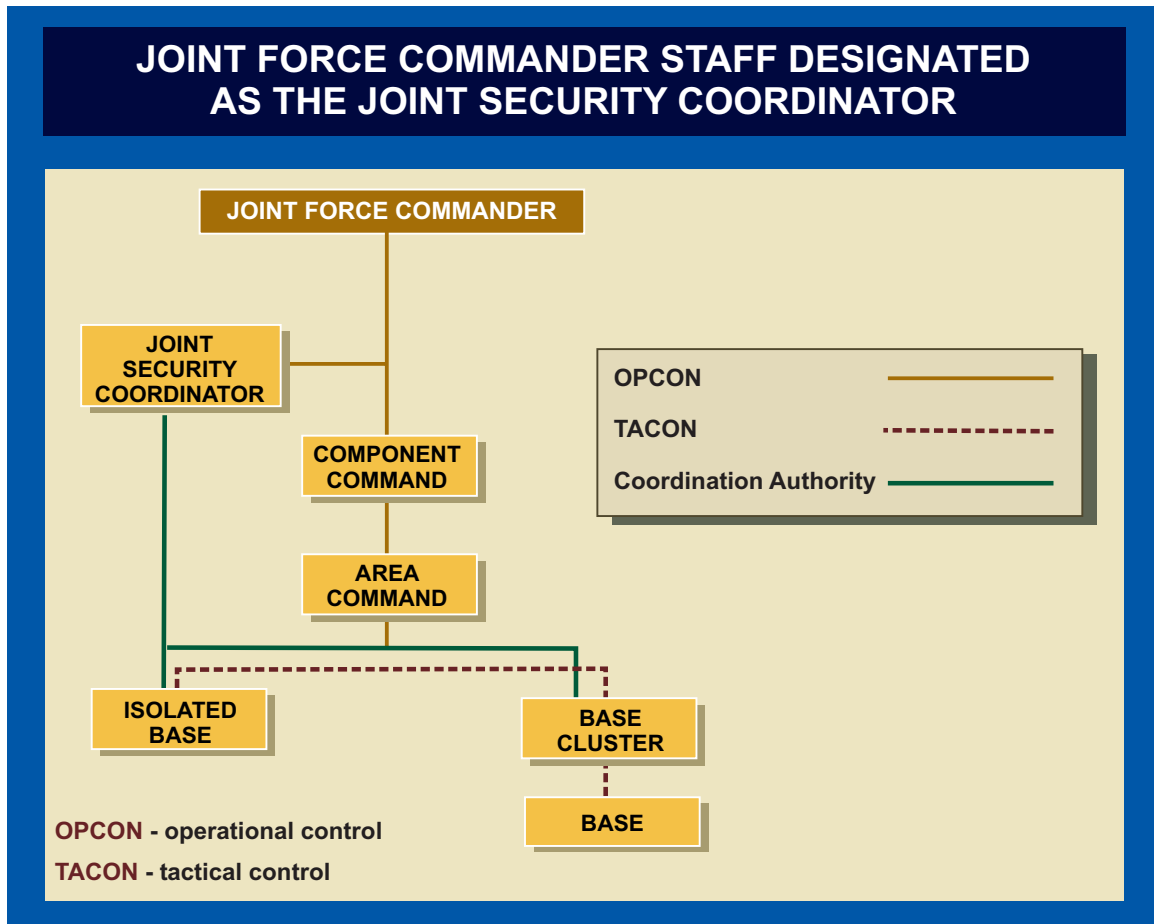 JOINT FORCE COMMANDER STAFF DESIGNATED
AS THE JOINT SECURITY COORDINATOR
JOINT FORCE COMMANDER
JOINT
SECURITY
COORDINATOR
OPCON
TACON
Coordination Authority
COMPONENT
COMMAND
AREA
COMMAND
ISOLATED
BASE
BASE
CLUSTER
BASE
OPCON - operational control
TACON - tactical control